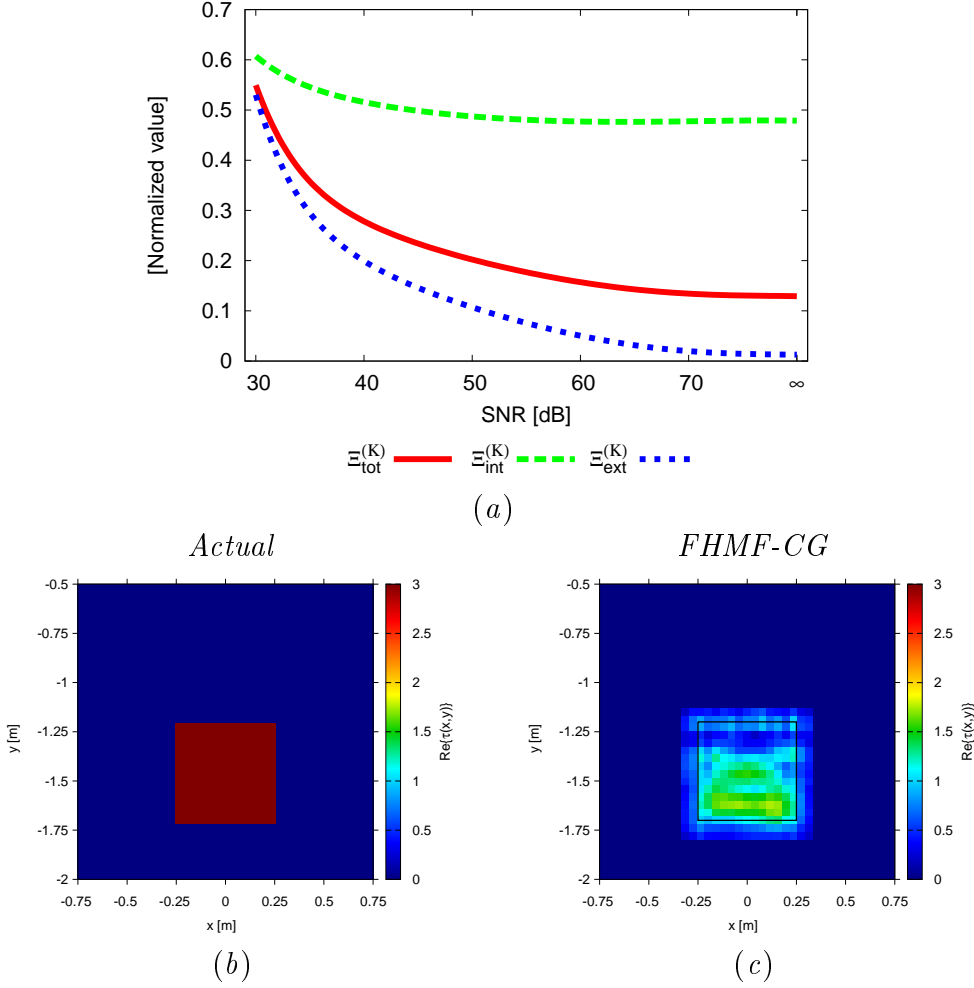 0.7
0.6
0.5
0.4
0.3
0.2
0.1
0
[Normalized value]
30 40 50 60 70 ∞
SNR [dB]
Ξ(K)tot Ξ(K)int Ξ(K)ext
(a)
Actual
FHMF-CG
-0.5
-0.75
-1
-1.25
-1.5
-1.75
-2
y [m]
-0.75 -0.5 -0.25 0 0.25 0.5 0.75
x [m]
3
2.5
2
1.5
1
0.5
0
Re{τ(x,y)}
-0.5
-0.75
-1
-1.25
-1.5
-1.75
-2
y [m]
-0.75 -0.5 -0.25 0 0.25 0.5 0.75
x [m]
3
2.5
2
1.5
1
0.5
0
Re{τ(x,y)}
(b)
(c)